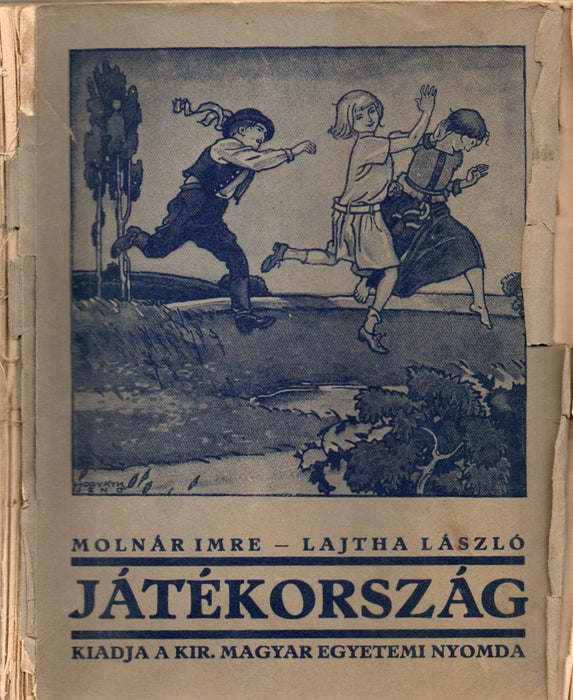 HORVÁTH
JENŐ
MOLNÁR IMRE – LAJTHA LÁSZLÓ
JÁTÉKORSZÁG
KIADJA A KIR. MAGYAR EGYETEMI NYOMDA